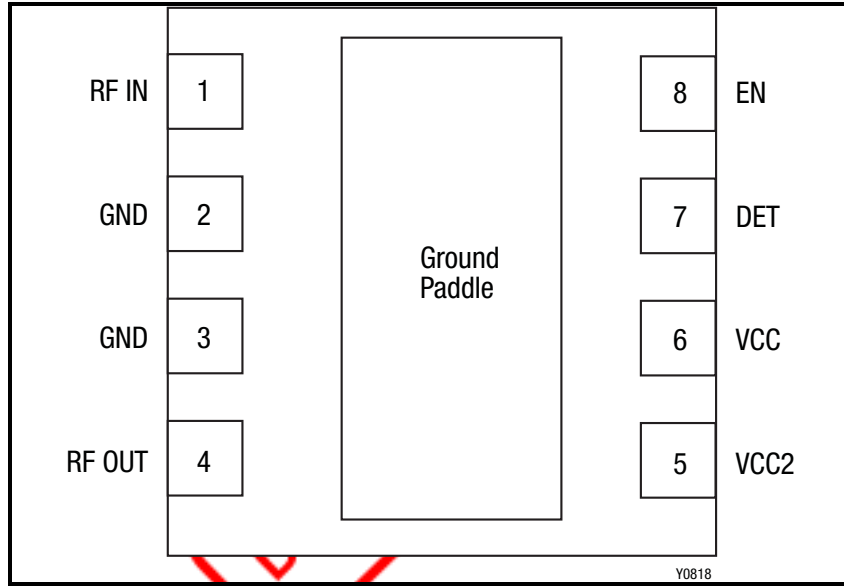 RF IN 1 8 EN
GND 2 7 DET
Ground
Paddle
GND 3 6 VCC
RF OUT 4 5 VCC2
Y0818